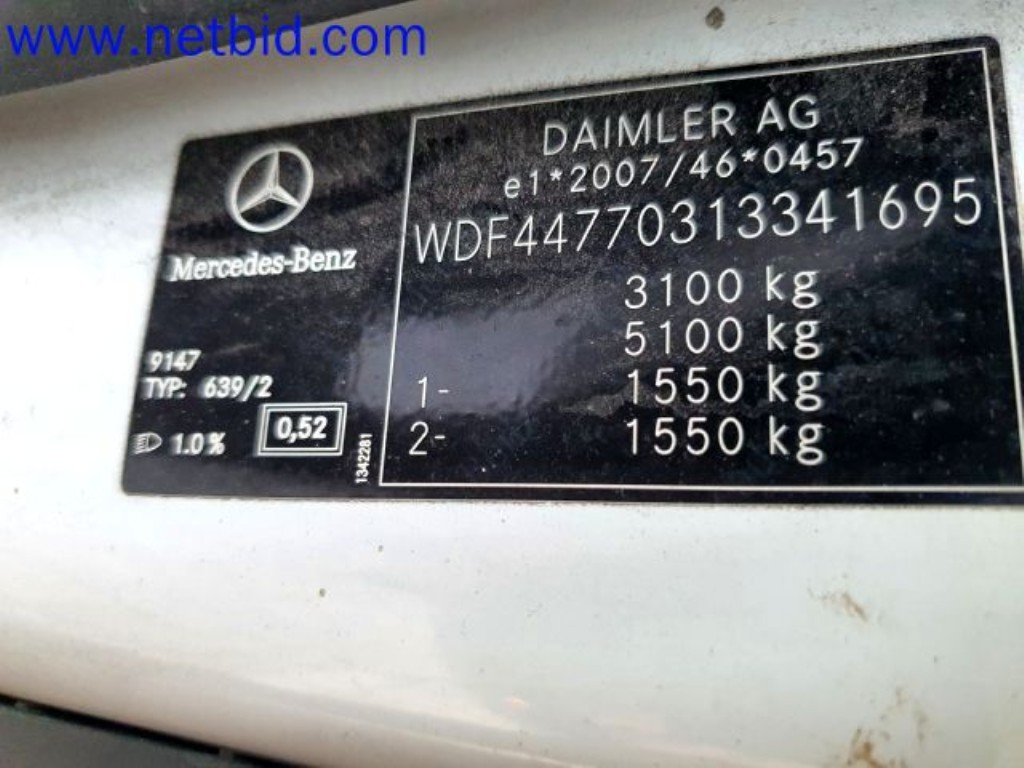 www.netbid.com
DAIMLER AG
e1*2007/46*0457
WDF44770313341695
3100 kg
5100 kg
1- 1550 kg
2- 1550 kg
Mercedes-Benz
9147
TYP: 639/2
1.0 % 0,52
1342281